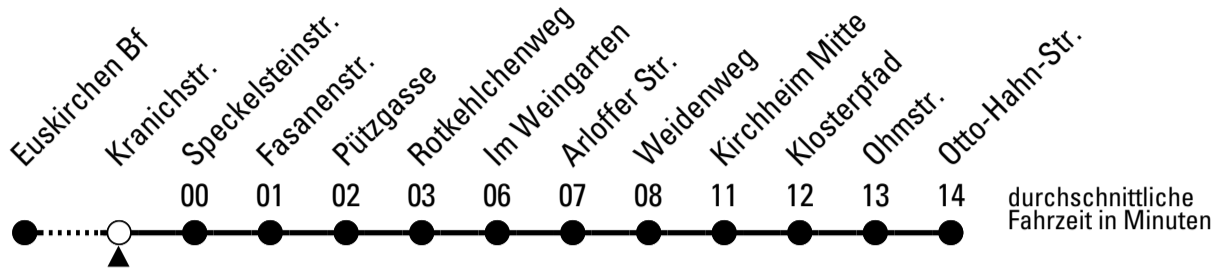 Euskirchen Bf
Kranichstr.
Speckelsteinstr.
Fasanenstr.
Pützgasse
Rotkehlchenweg
Im Weingarten
Arloffer Str.
Weidenweg
Kirchheim Mitte
Klosterpfad
Ohmstr.
Otto-Hahn-Str.
00 01 02 03 06 07 08 11 12 13 14
durchschnittliche
Fahrzeit in Minuten